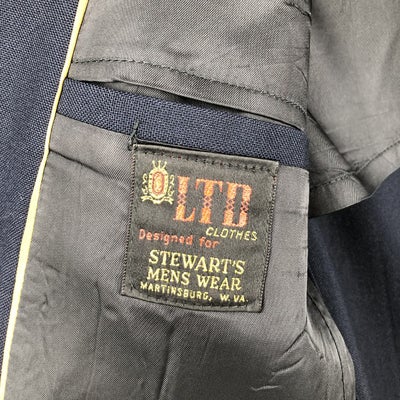 LTD
CLOTHES
Designed for
STEWART'S
MENS WEAR
MARTINSBURG, W. VA.